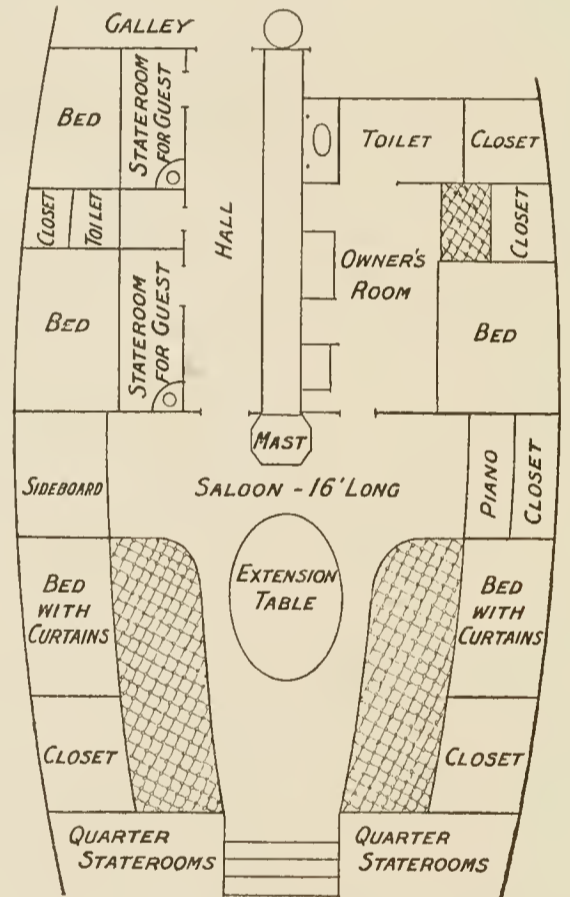 GALLEY
BED
STATEROOM
FOR GUEST
TOILET
CLOSET
CLOSET
TOILET
HALL
CLOSET
OWNER'S
ROOM
BED
STATEROOM
FOR GUEST
BED
MAST
SIDEBOARD
SALOON - 16' LONG
PIANO
CLOSET
BED
WITH
CURTAINS
EXTENSION
TABLE
BED
WITH
CURTAINS
CLOSET
CLOSET
QUARTER
STATEROOMS
QUARTER
STATEROOMS